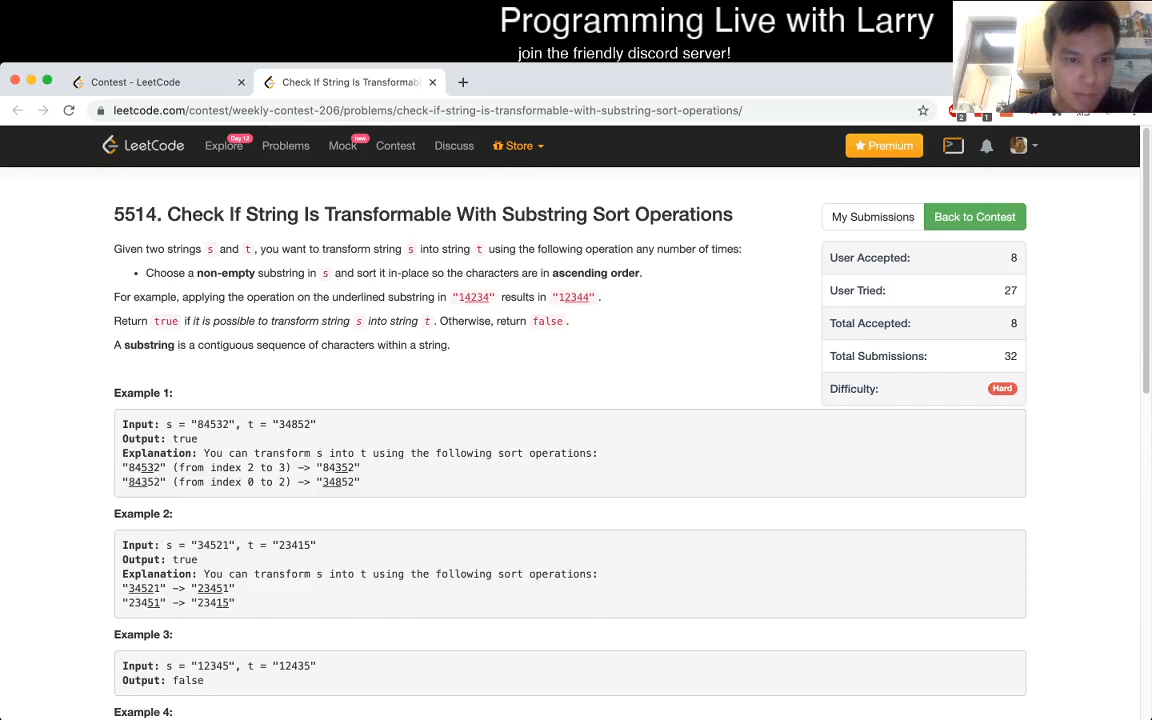 Programming Live with Larry
join the friendly discord server!
Contest - LeetCode
Check If String Is Transformab
leetcode.com/contest/weekly-contest-206/problems/check-if-string-is-transformable-with-substring-sort-operations/
2 1
LeetCode Explore Day 12 Problems Mock new Contest Discuss Store Premium
5514. Check If String Is Transformable With Substring Sort Operations
My Submissions Back to Contest
Given two strings s and t, you want to transform string s into string t using the following operation any number of times:
• Choose a non-empty substring in s and sort it in-place so the characters are in ascending order.
For example, applying the operation on the underlined substring in "14234" results in "12344".
Return true if it is possible to transform string s into string t. Otherwise, return false.
A substring is a contiguous sequence of characters within a string.
User Accepted: 8
User Tried: 27
Total Accepted: 8
Total Submissions: 32
Difficulty: Hard
Example 1:
Input: s = "84532", t = "34852"
Output: true
Explanation: You can transform s into t using the following sort operations:
"84532" (from index 2 to 3) -> "84352"
"84352" (from index 0 to 2) -> "34852"
Example 2:
Input: s = "34521", t = "23415"
Output: true
Explanation: You can transform s into t using the following sort operations:
"34521" -> "23451"
"23451" -> "23415"
Example 3:
Input: s = "12345", t = "12435"
Output: false
Example 4: